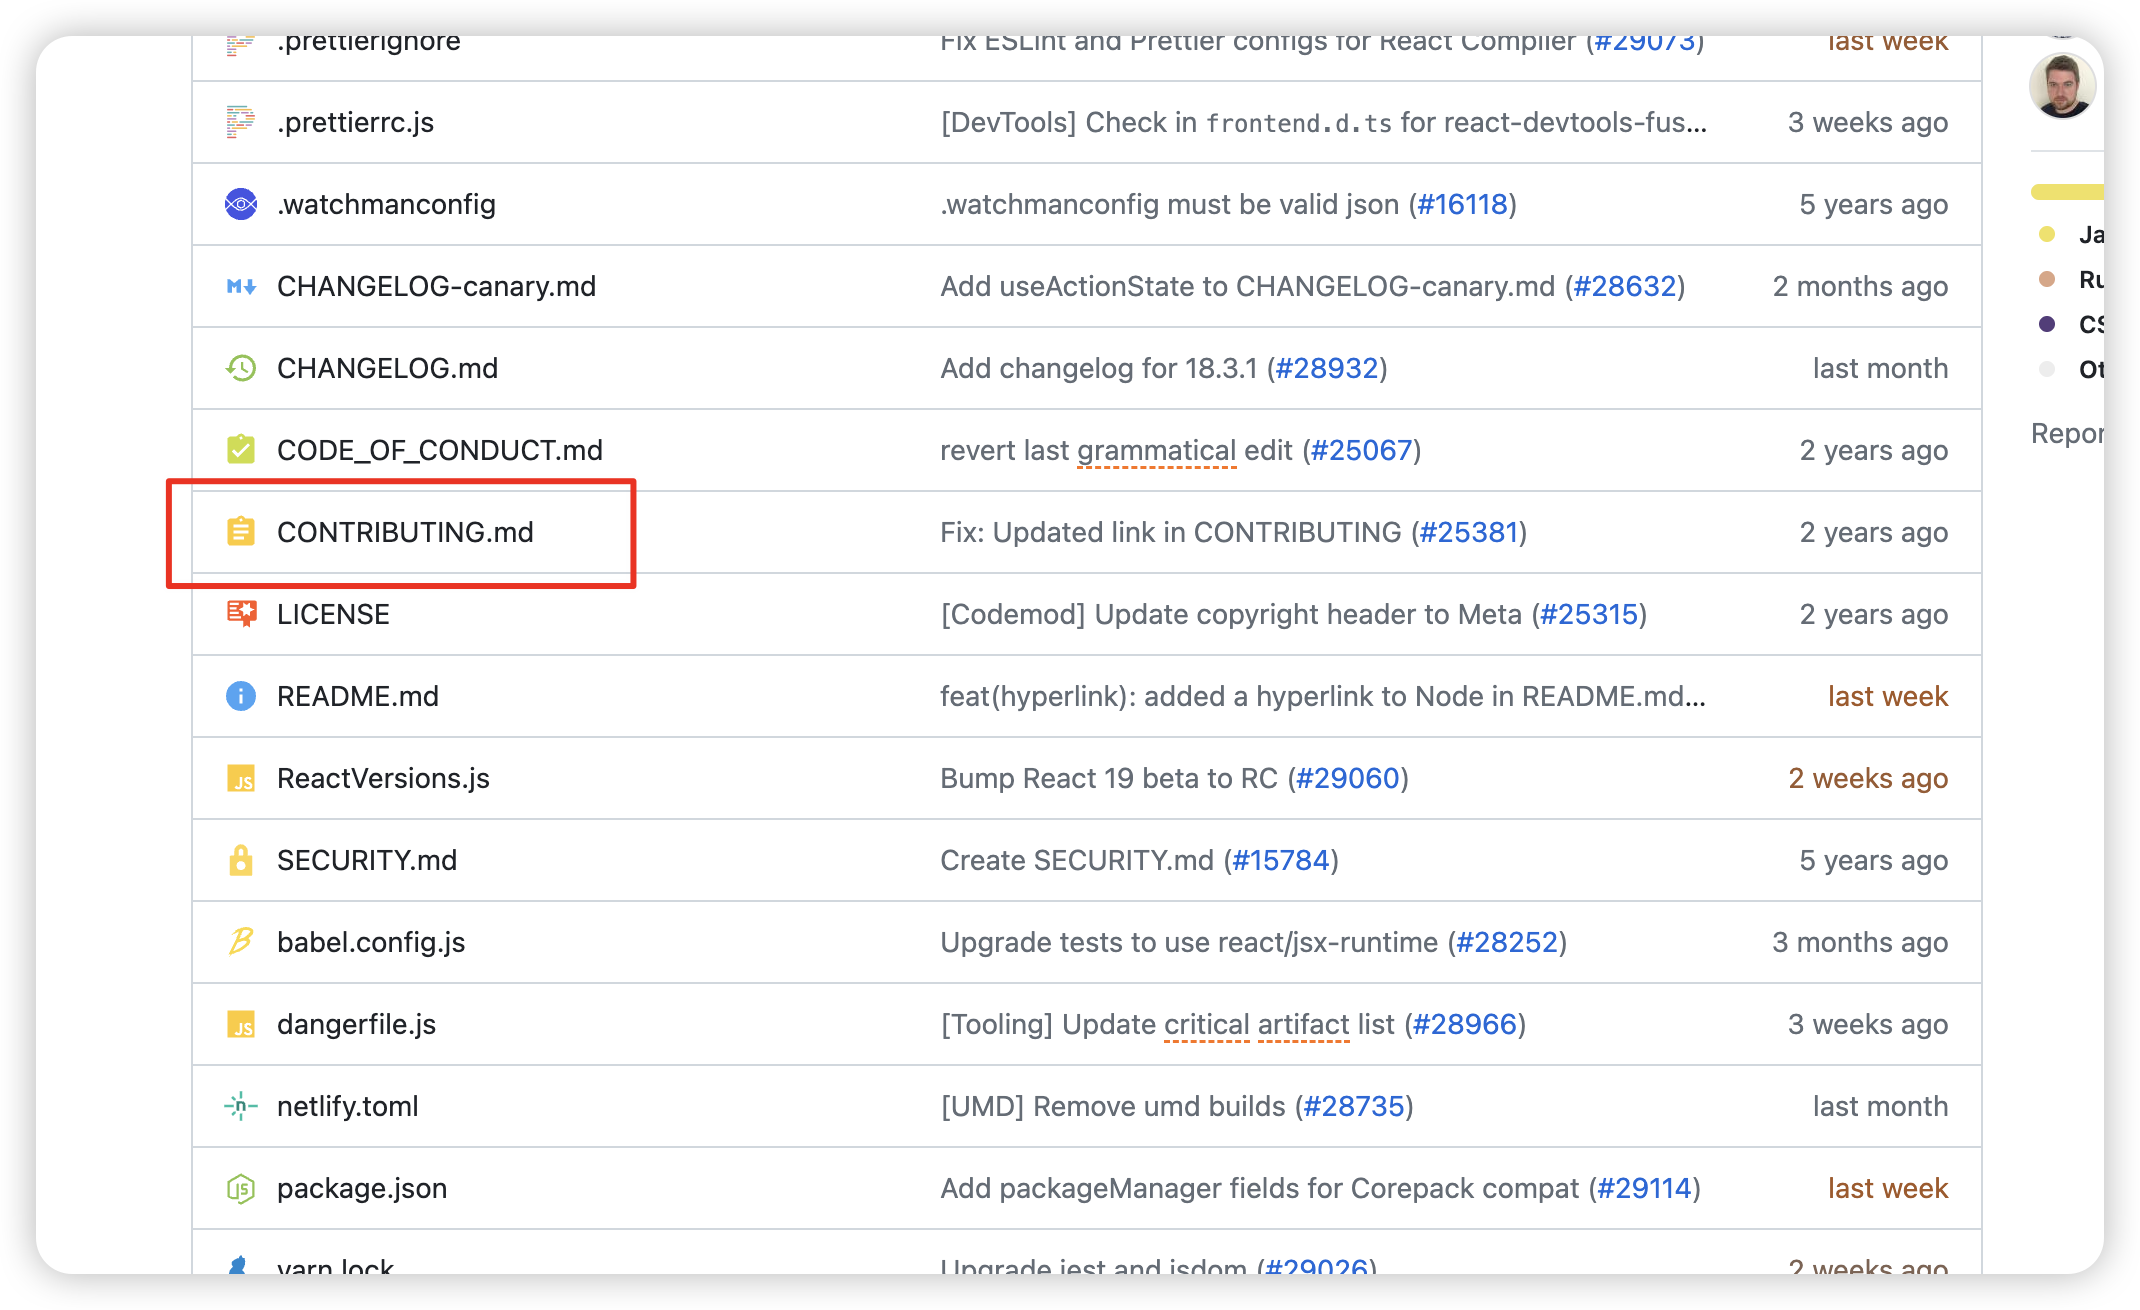 .prettierignore Fix ESLint and Prettier configs for React Compiler (#29073) last week
.prettierrc.js [DevTools] Check in frontend.d.ts for react-devtools-fus... 3 weeks ago
.watchmanconfig .watchmanconfig must be valid json (#16118) 5 years ago
CHANGELOG-canary.md Add useActionState to CHANGELOG-canary.md (#28632) 2 months ago
CHANGELOG.md Add changelog for 18.3.1 (#28932) last month
CODE_OF_CONDUCT.md revert last grammatical edit (#25067) 2 years ago
CONTRIBUTING.md Fix: Updated link in CONTRIBUTING (#25381) 2 years ago
LICENSE [Codemod] Update copyright header to Meta (#25315) 2 years ago
README.md feat(hyperlink): added a hyperlink to Node in README.md... last week
ReactVersions.js Bump React 19 beta to RC (#29060) 2 weeks ago
SECURITY.md Create SECURITY.md (#15784) 5 years ago
babel.config.js Upgrade tests to use react/jsx-runtime (#28252) 3 months ago
dangerfile.js [Tooling] Update critical artifact list (#28966) 3 weeks ago
netlify.toml [UMD] Remove umd builds (#28735) last month
package.json Add packageManager fields for Corepack compat (#29114) last week
yarn.lock Upgrade jest and jsdom (#29026) 2 weeks ago
Ja
Ru
CS
Ot
Repor